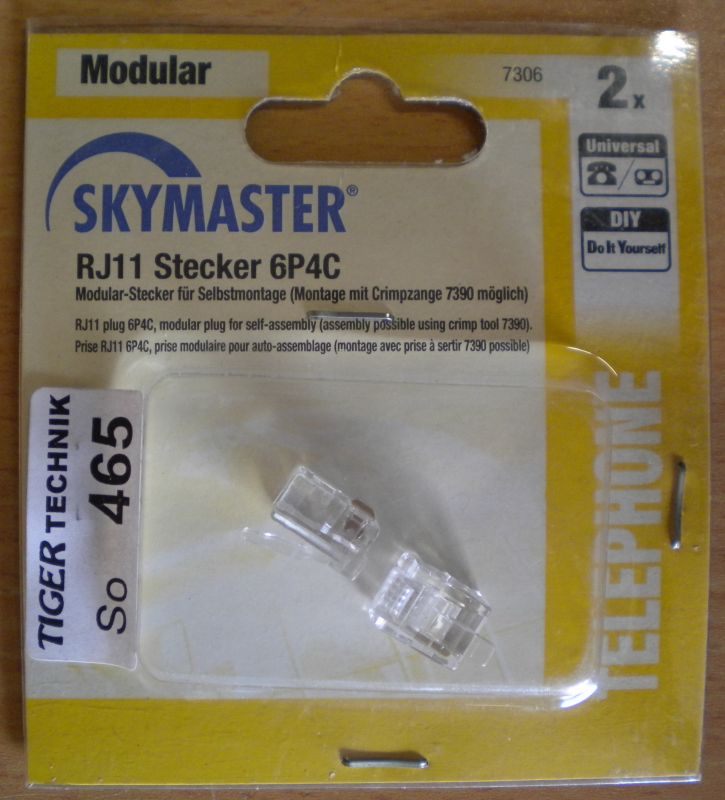 Modular
7306
2x
Universal
SKYMASTER®
DIY
Do It Yourself
RJ11 Stecker 6P4C
Modular-Stecker für Selbstmontage (Montage mit Crimpzange 7390 möglich)
RJ11 plug 6P4C, modular plug for self-assembly (assembly possible using crimp tool 7390).
Prise RJ11 6P4C, prise modulaire pour auto-assemblage (montage avec prise à sertir 7390 possible)
TIGER TECHNIK
So 465
TELEPHONE